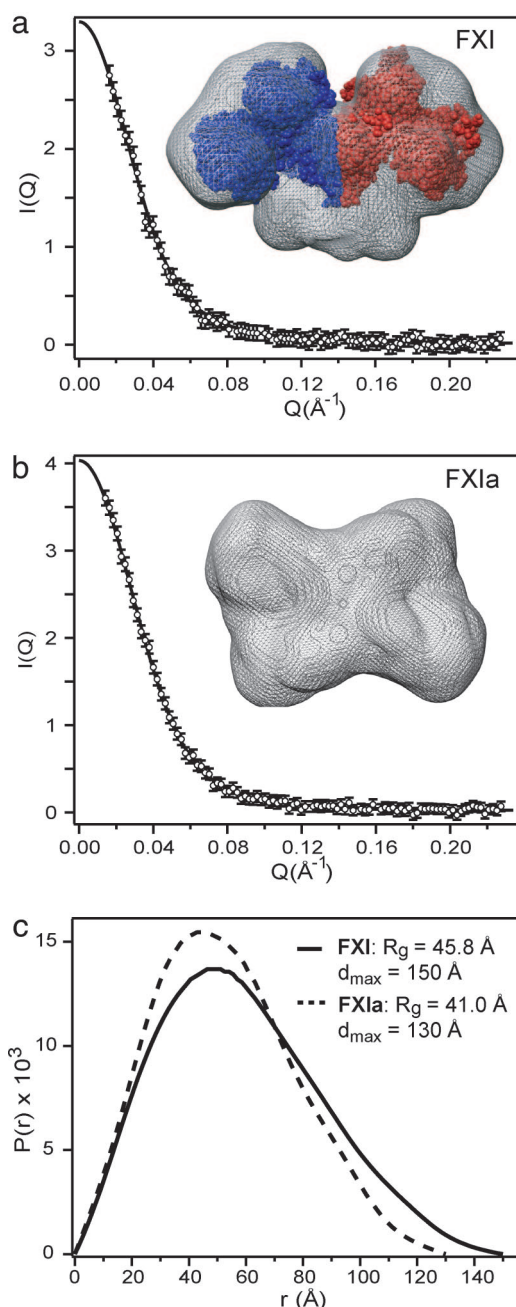 a
FXI
3
2
1
0
I(Q)
0.00 0.04 0.08 0.12 0.16 0.20
Q(Å⁻¹)
b
FXIa
4
3
2
1
0
I(Q)
0.00 0.04 0.08 0.12 0.16 0.20
Q(Å⁻¹)
c
15
10
5
0
P(r) x 10³
FXI: Rg = 45.8 Å
dmax = 150 Å
FXIa: Rg = 41.0 Å
dmax = 130 Å
0 20 40 60 80 100 120 140
r (Å)